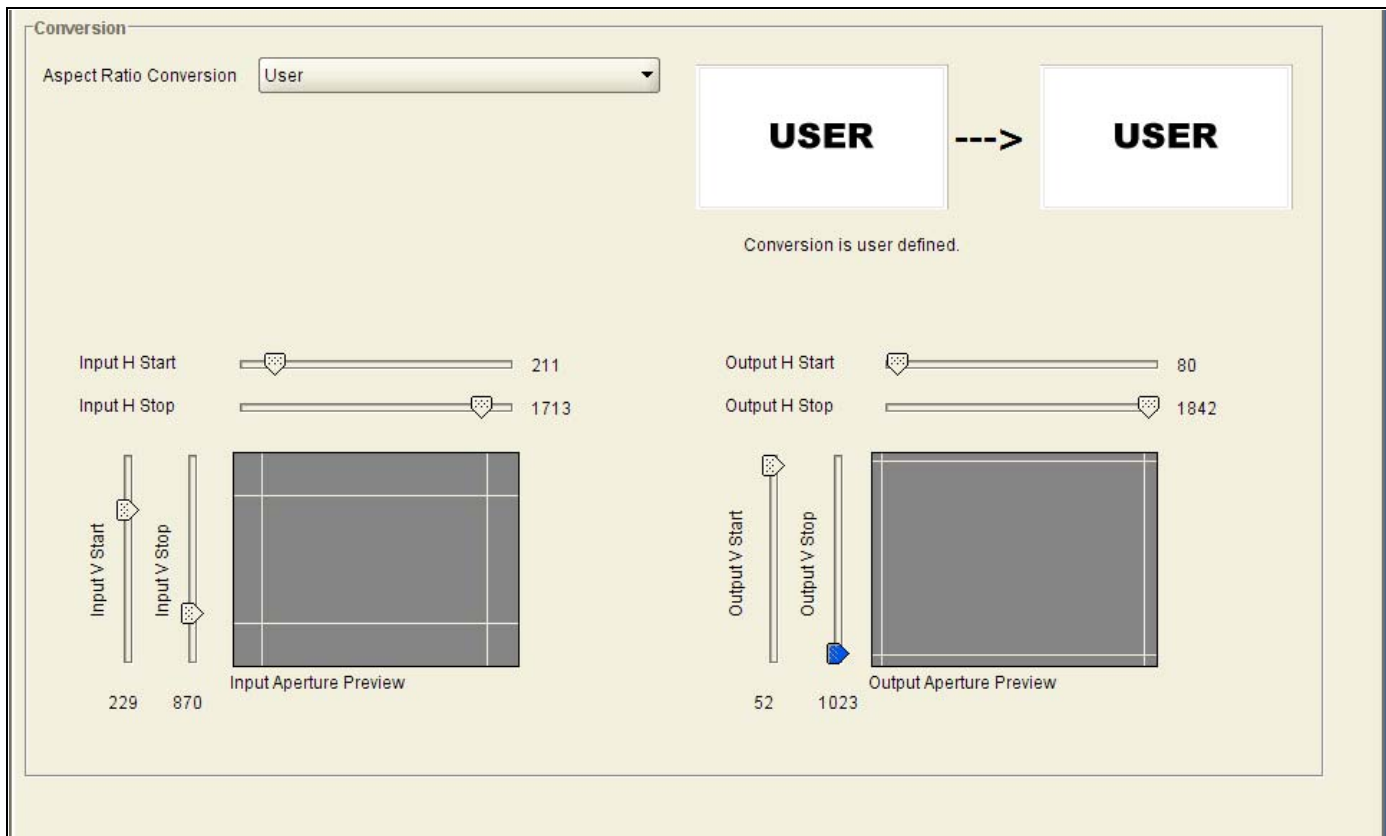 Conversion
Aspect Ratio Conversion User
USER ---> USER
Conversion is user defined.
Input H Start 211
Input H Stop 1713
Output H Start 80
Output H Stop 1842
Input V Start
Input V Stop
229 870
Input Aperture Preview
Output V Start
Output V Stop
52 1023
Output Aperture Preview